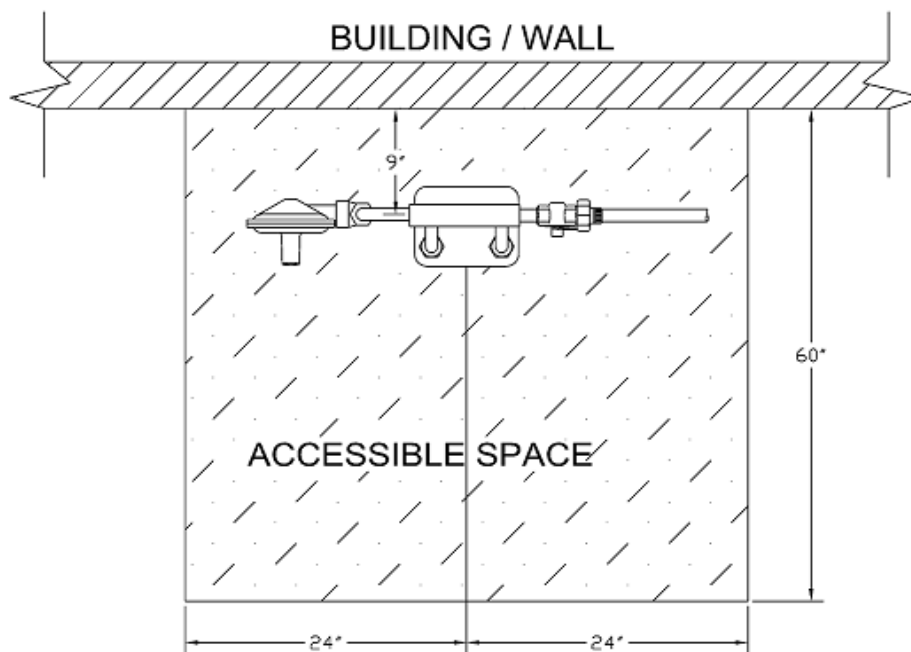 BUILDING / WALL
9"
60"
ACCESSIBLE SPACE
24" 24"